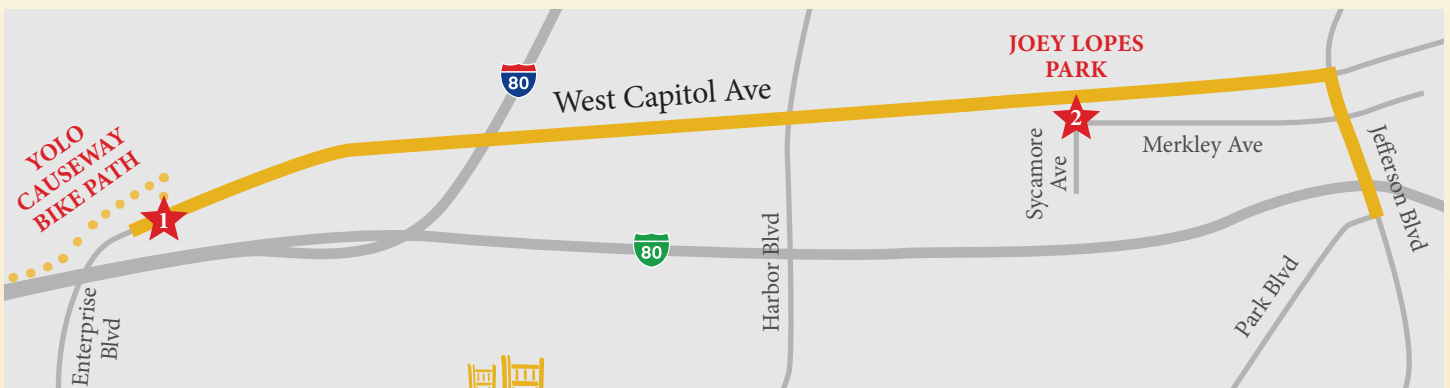 JOEY LOPES
PARK
80
West Capitol Ave
YOLO
CAUSEWAY
BIKE PATH
2
Merkley Ave
Sycamore
Ave
Jefferson Blvd
1
80
Harbor Blvd
Park Blvd
Enterprise
Blvd